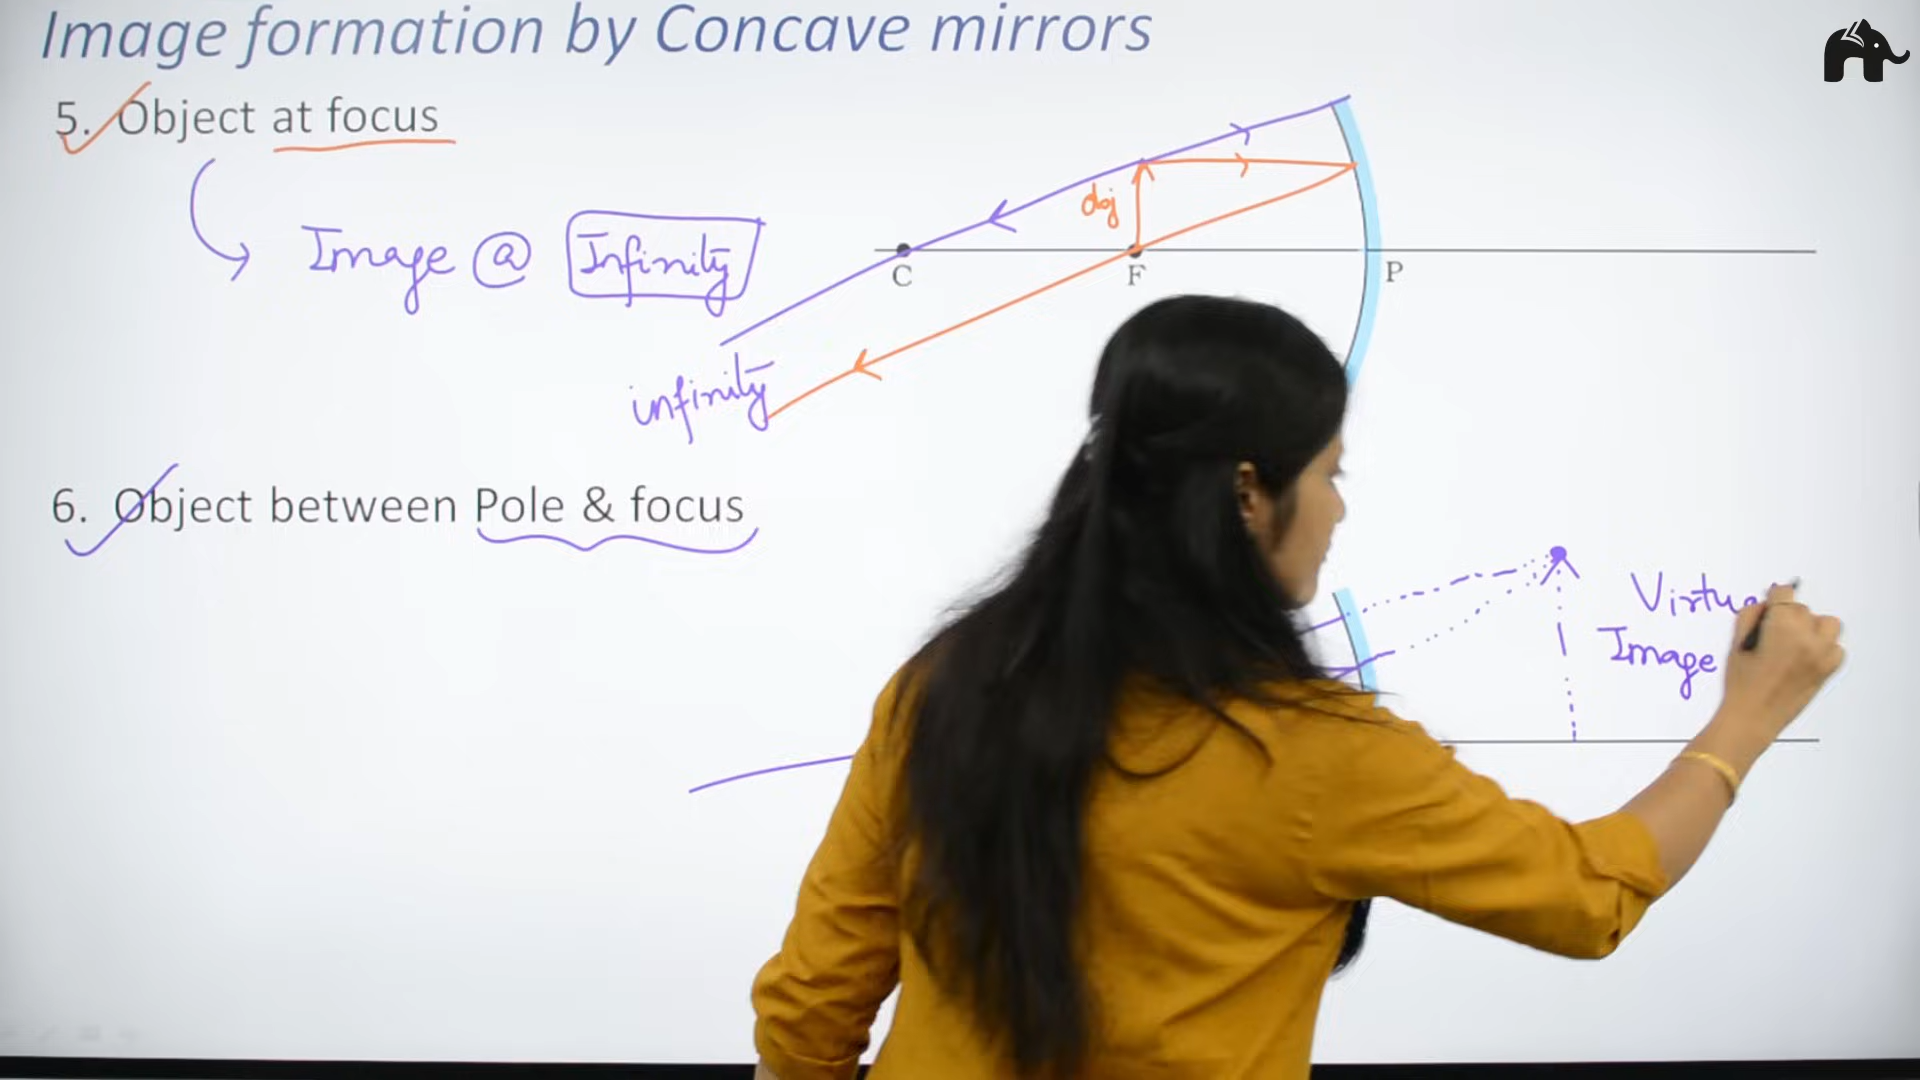 Image formation by Concave mirrors
5. Object at focus
Image @ Infinity
obj
C
F
P
infinity
6. Object between Pole & focus
Virtua
Image